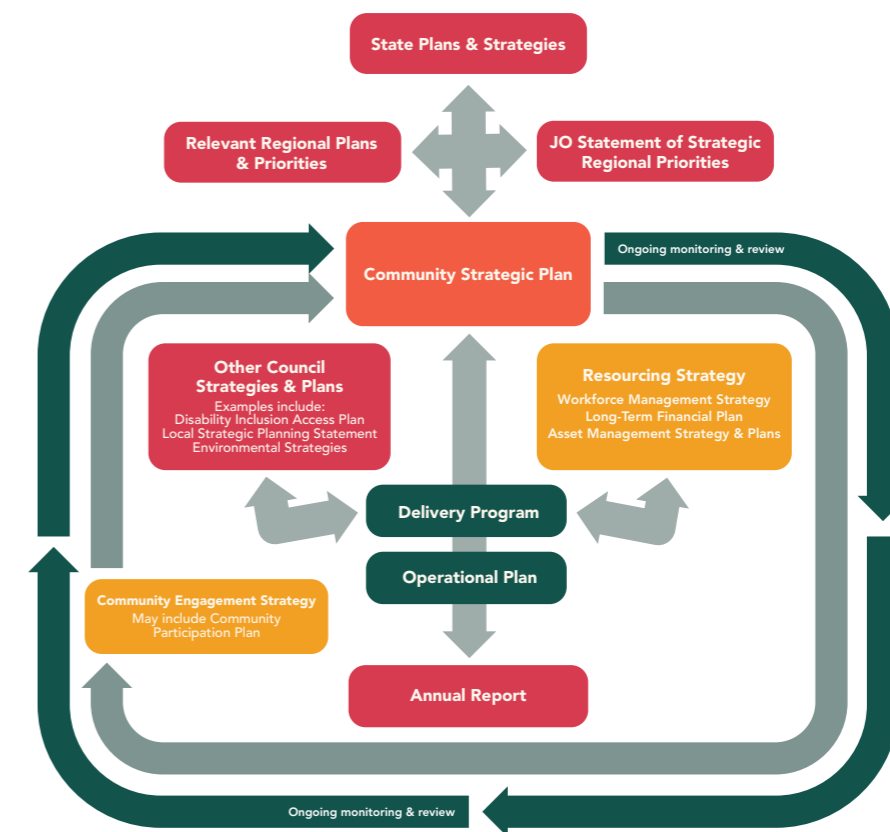 State Plans & Strategies
Relevant Regional Plans
& Priorities
JO Statement of Strategic
Regional Priorities
Community Strategic Plan
Ongoing monitoring & review
Other Council
Strategies & Plans
Examples include:
Disability Inclusion Access Plan
Local Strategic Planning Statement
Environmental Strategies
Resourcing Strategy
Workforce Management Strategy
Long-Term Financial Plan
Asset Management Strategy & Plans
Delivery Program
Operational Plan
Community Engagement Strategy
May include Community
Participation Plan
Annual Report
Ongoing monitoring & review